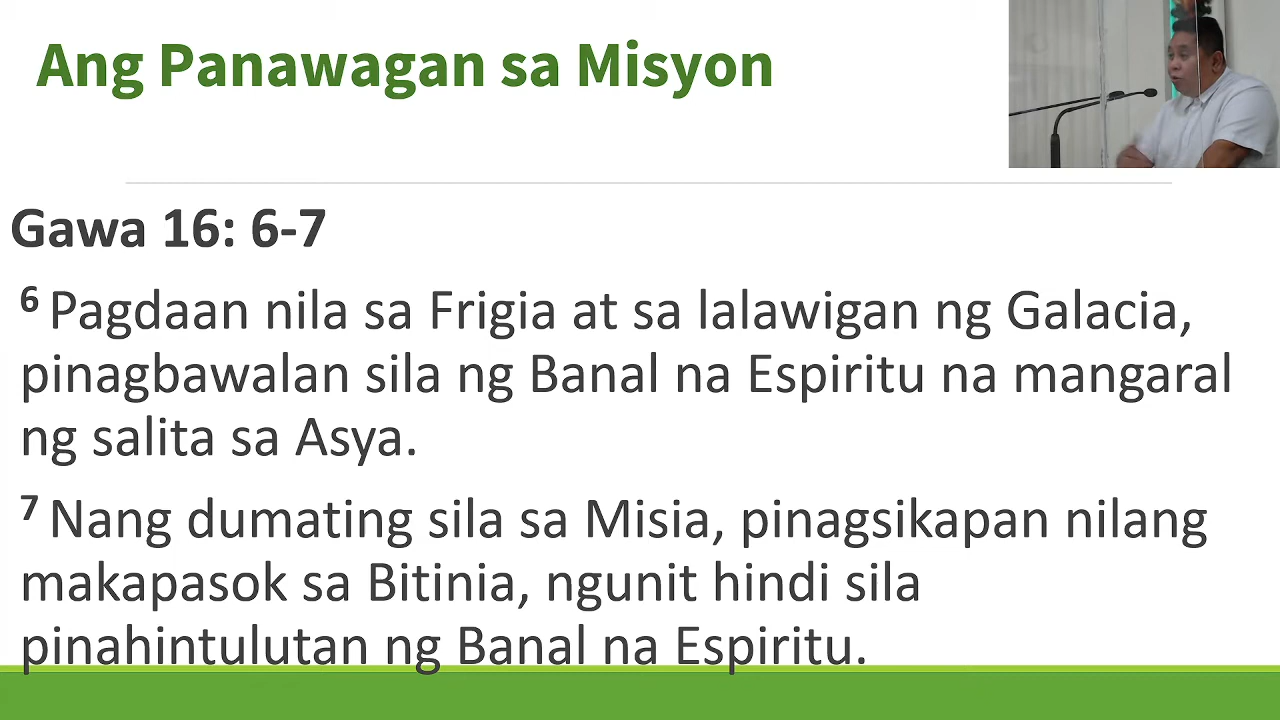 Ang Panawagan sa Misyon
Gawa 16: 6-7
6 Pagdaan nila sa Frigia at sa lalawigan ng Galacia,
pinagbawalan sila ng Banal na Espiritu na mangaral
ng salita sa Asya.
7 Nang dumating sila sa Misia, pinagsikapan nilang
makapasok sa Bitinia, ngunit hindi sila
pinahintulutan ng Banal na Espiritu.